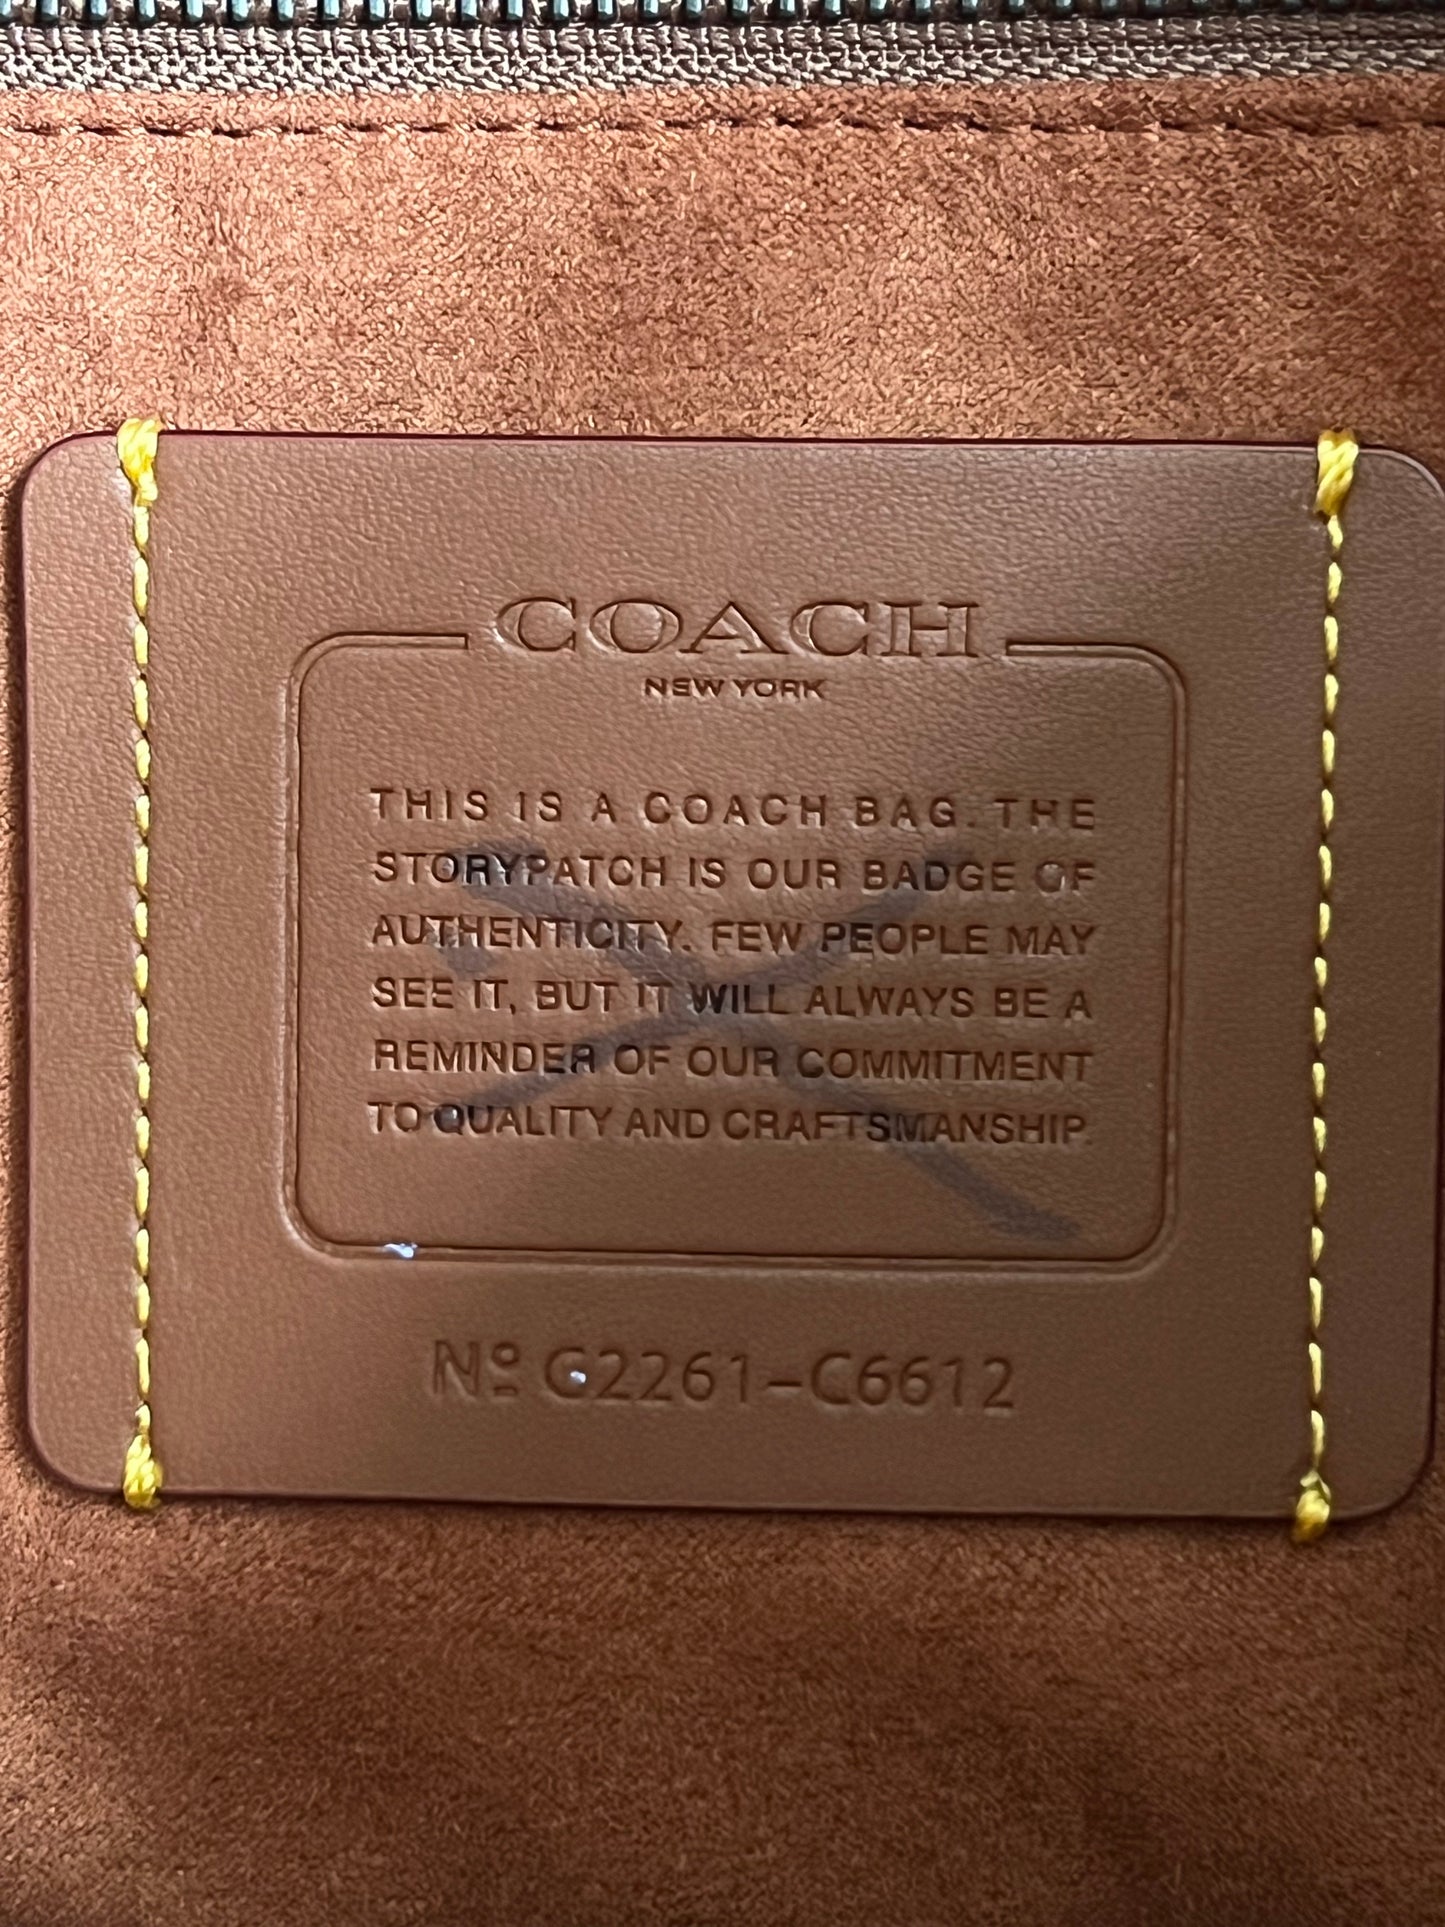 COACH
NEW YORK
THIS IS A COACH BAG. THE
STORYPATCH IS OUR BADGE OF
AUTHENTICITY. FEW PEOPLE MAY
SEE IT, BUT IT WILL ALWAYS BE A
REMINDER OF OUR COMMITMENT
TO QUALITY AND CRAFTSMANSHIP.
Nº G2261-C6612